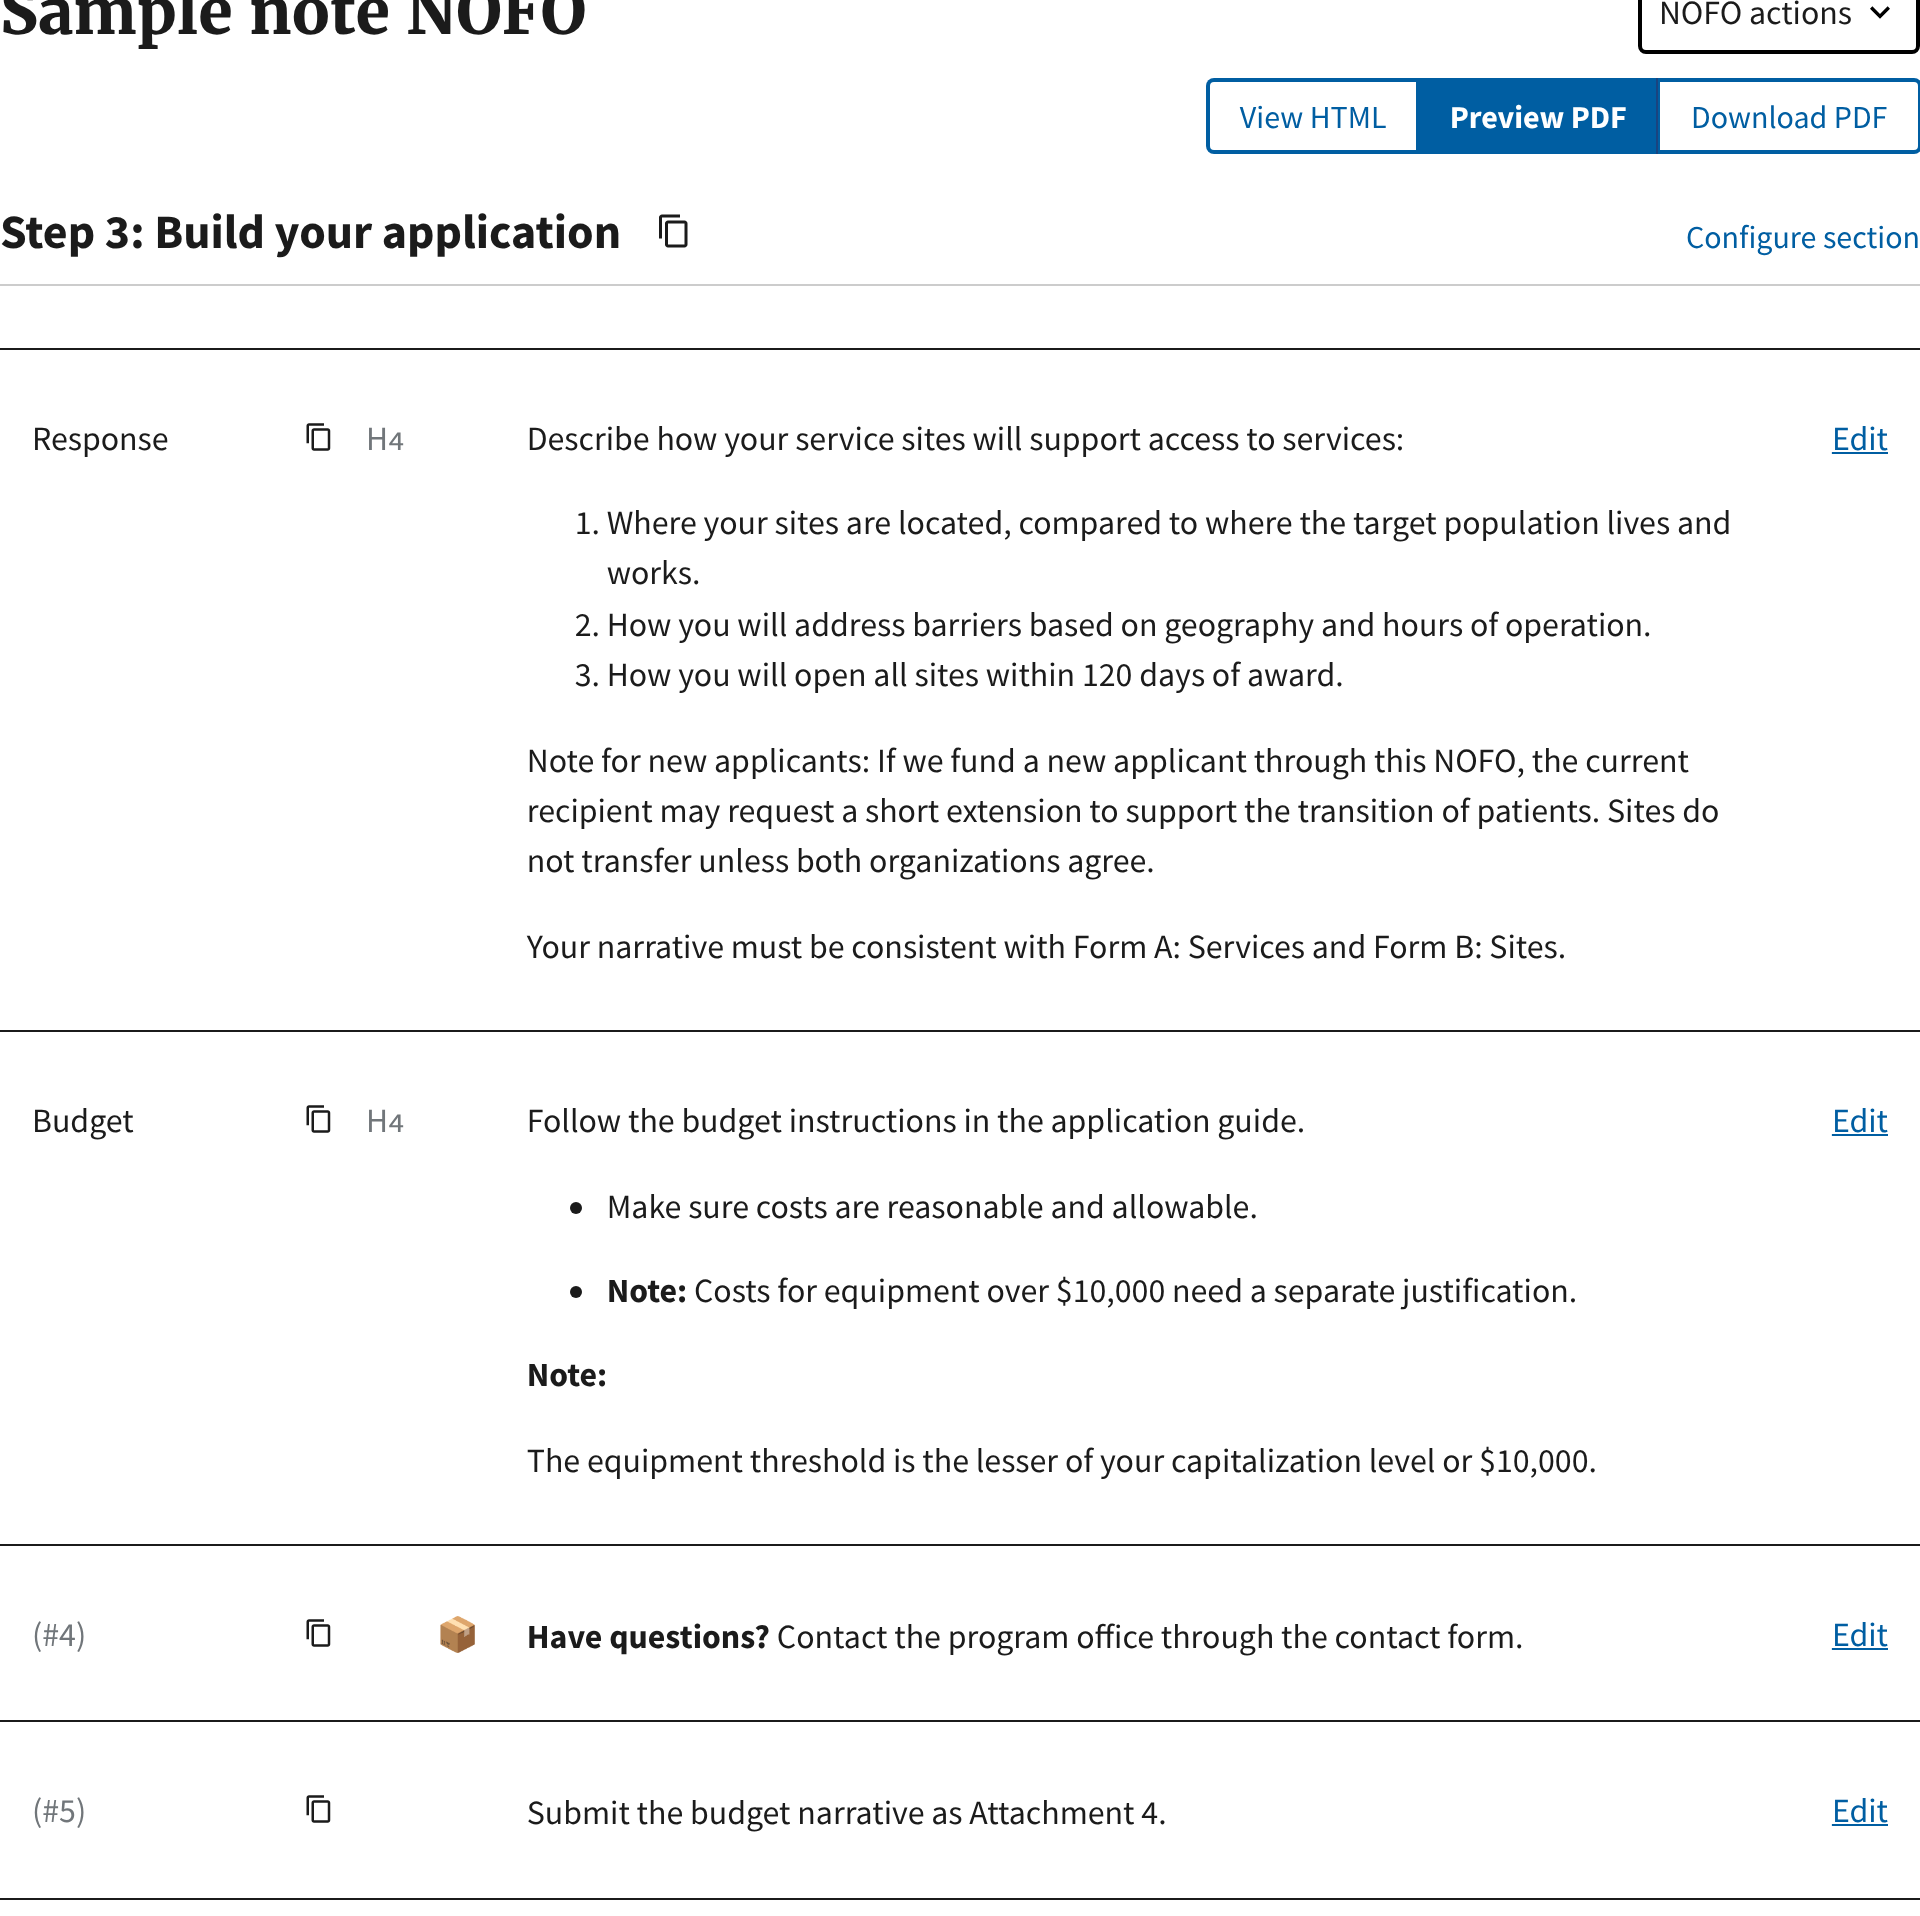 Sample note NOFO
NOFO actions
View HTML
Preview PDF
Download PDF
Step 3: Build your application
Configure section
Response
H4
Describe how your service sites will support access to services:
Edit
1. Where your sites are located, compared to where the target population lives and
works.
2. How you will address barriers based on geography and hours of operation.
3. How you will open all sites within 120 days of award.
Note for new applicants: If we fund a new applicant through this NOFO, the current
recipient may request a short extension to support the transition of patients. Sites do
not transfer unless both organizations agree.
Your narrative must be consistent with Form A: Services and Form B: Sites.
Budget
H4
Follow the budget instructions in the application guide.
Edit
• Make sure costs are reasonable and allowable.
• Note: Costs for equipment over $10,000 need a separate justification.
Note:
The equipment threshold is the lesser of your capitalization level or $10,000.
(#4)
Have questions? Contact the program office through the contact form.
Edit
(#5)
Submit the budget narrative as Attachment 4.
Edit